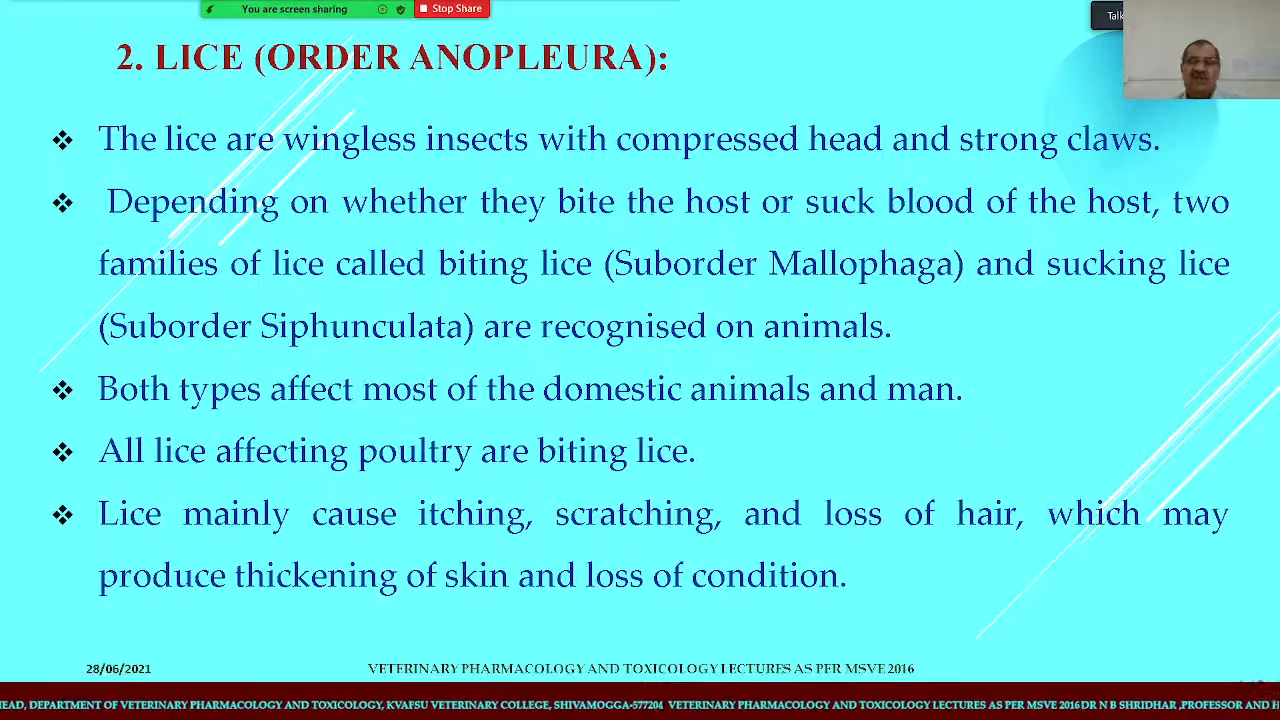 You are screen sharing
Stop Share
Talk
2. LICE (ORDER ANOPLEURA):
❖ The lice are wingless insects with compressed head and strong claws.
❖ Depending on whether they bite the host or suck blood of the host, two
families of lice called biting lice (Suborder Mallophaga) and sucking lice
(Suborder Siphunculata) are recognised on animals.
❖ Both types affect most of the domestic animals and man.
❖ All lice affecting poultry are biting lice.
❖ Lice mainly cause itching, scratching, and loss of hair, which may
produce thickening of skin and loss of condition.
28/06/2021
VETERINARY PHARMACOLOGY AND TOXICOLOGY LECTURES AS PER MSVE 2016
HEAD, DEPARTMENT OF VETERINARY PHARMACOLOGY AND TOXICOLOGY, KVAFSU VETERINARY COLLEGE, SHIVAMOGGA-577204 VETERINARY PHARMACOLOGY AND TOXICOLOGY LECTURES AS PER MSVE 2016 DR N B SHRIDHAR ,PROFESSOR AND H